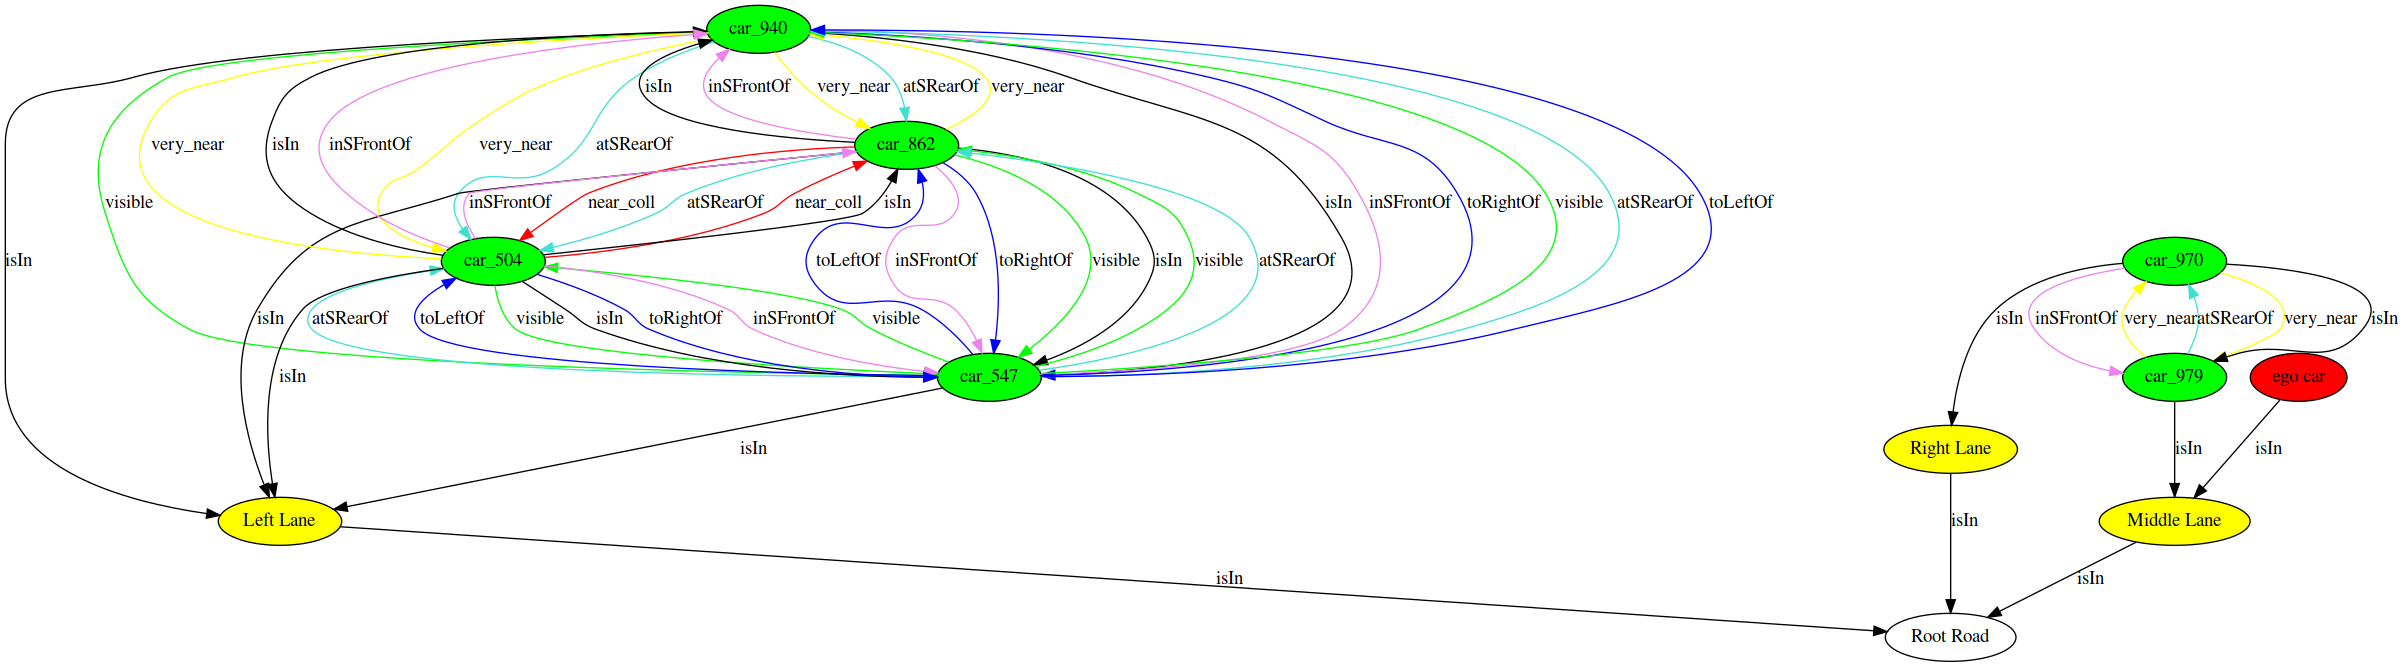 car_940
isIn inSFrontOf very_near atSRearOf very_near
very_near isIn inSFrontOf very_near atSRearOf car_862
visible inSFrontOf near_coll atSRearOf near_coll isIn isIn inSFrontOf toRightOf visible atSRearOf toLeftOf
isIn car_504 toLeftOf inSFrontOf toRightOf visible isIn visible atSRearOf car_970
isIn atSRearOf toLeftOf visible isIn toRightOf inSFrontOf visible isIn inSFrontOf very_near atSRearOf very_near isIn
isIn car_547 car_979 ego car
isIn Right Lane isIn isIn
Left Lane isIn Middle Lane
isIn isIn
Root Road